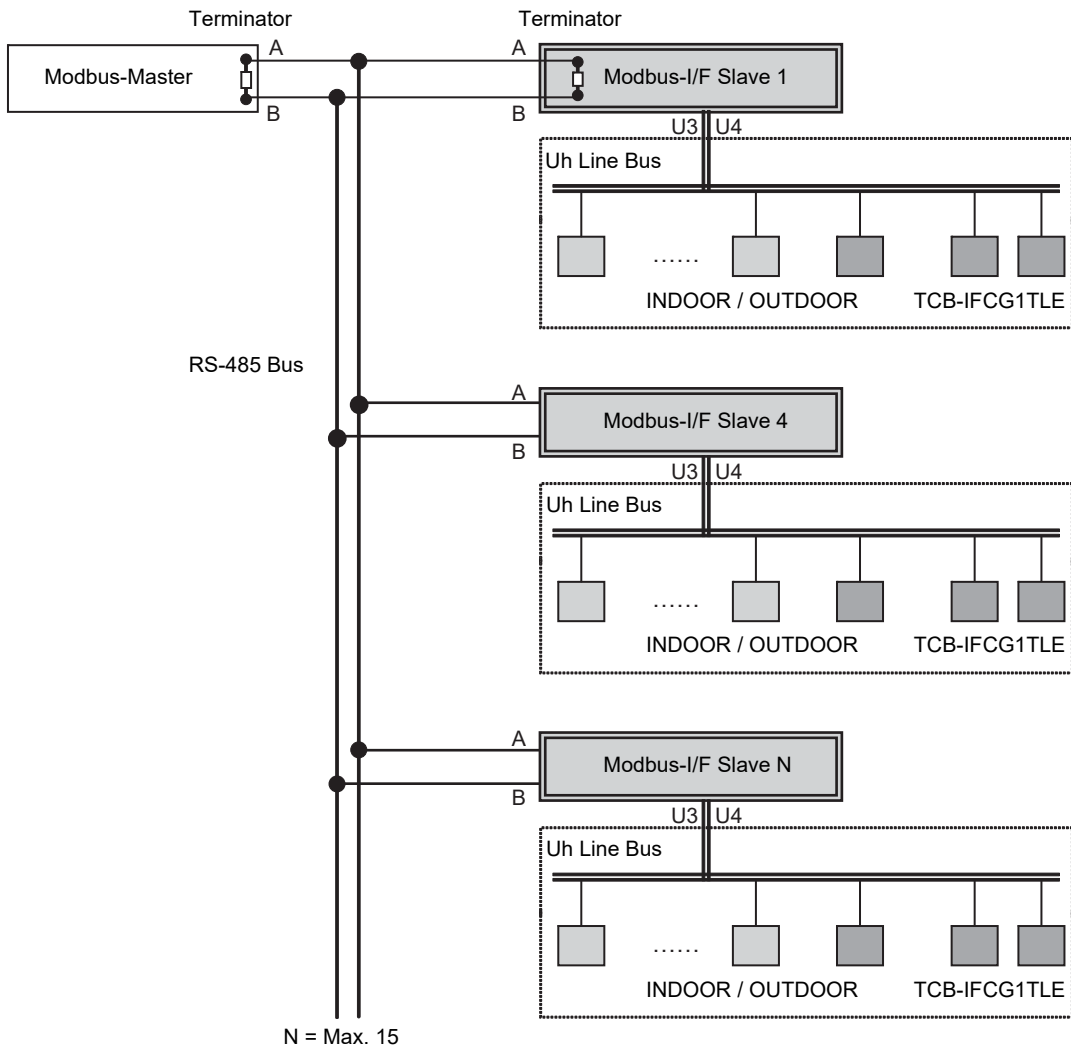 Terminator
Terminator
A
A
Modbus-Master
Modbus-I/F Slave 1
B
B
U3 U4
Uh Line Bus
......
INDOOR / OUTDOOR
TCB-IFCG1TLE
RS-485 Bus
A
Modbus-I/F Slave 4
B
U3 U4
Uh Line Bus
......
INDOOR / OUTDOOR
TCB-IFCG1TLE
A
Modbus-I/F Slave N
B
U3 U4
Uh Line Bus
......
INDOOR / OUTDOOR
TCB-IFCG1TLE
N = Max. 15